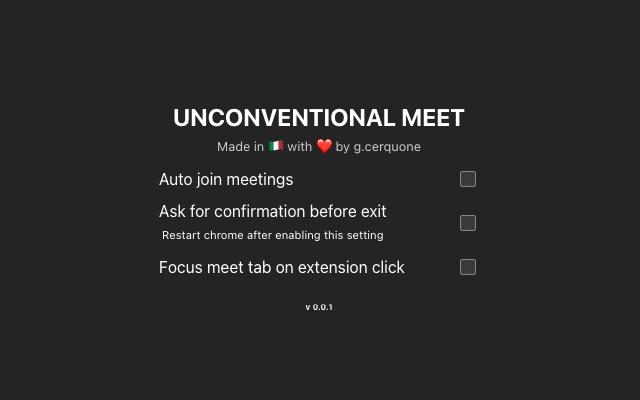 UNCONVENTIONAL MEET
Made in 🇮🇹 with ❤️ by g.cerquone
Auto join meetings
Ask for confirmation before exit
Restart chrome after enabling this setting
Focus meet tab on extension click
v 0.0.1